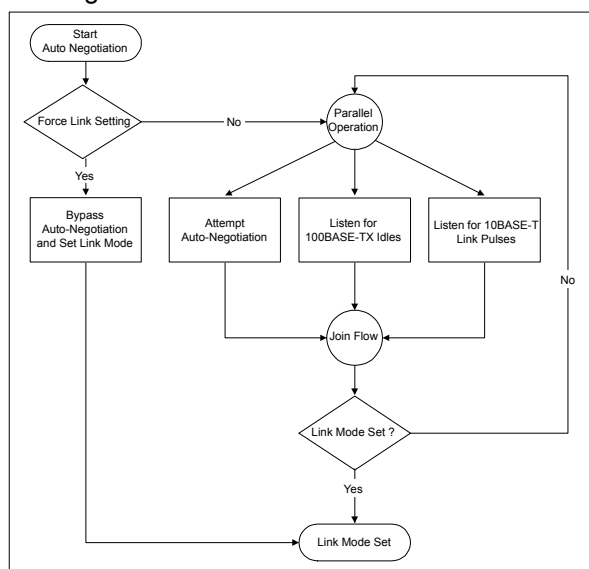 Start
Auto Negotiation
Force Link Setting
No
Parallel
Operation
Yes
Bypass
Auto-Negotiation
and Set Link Mode
Attempt
Auto-Negotiation
Listen for
100BASE-TX Idles
Listen for 10BASE-T
Link Pulses
No
Join Flow
Link Mode Set ?
Yes
Link Mode Set